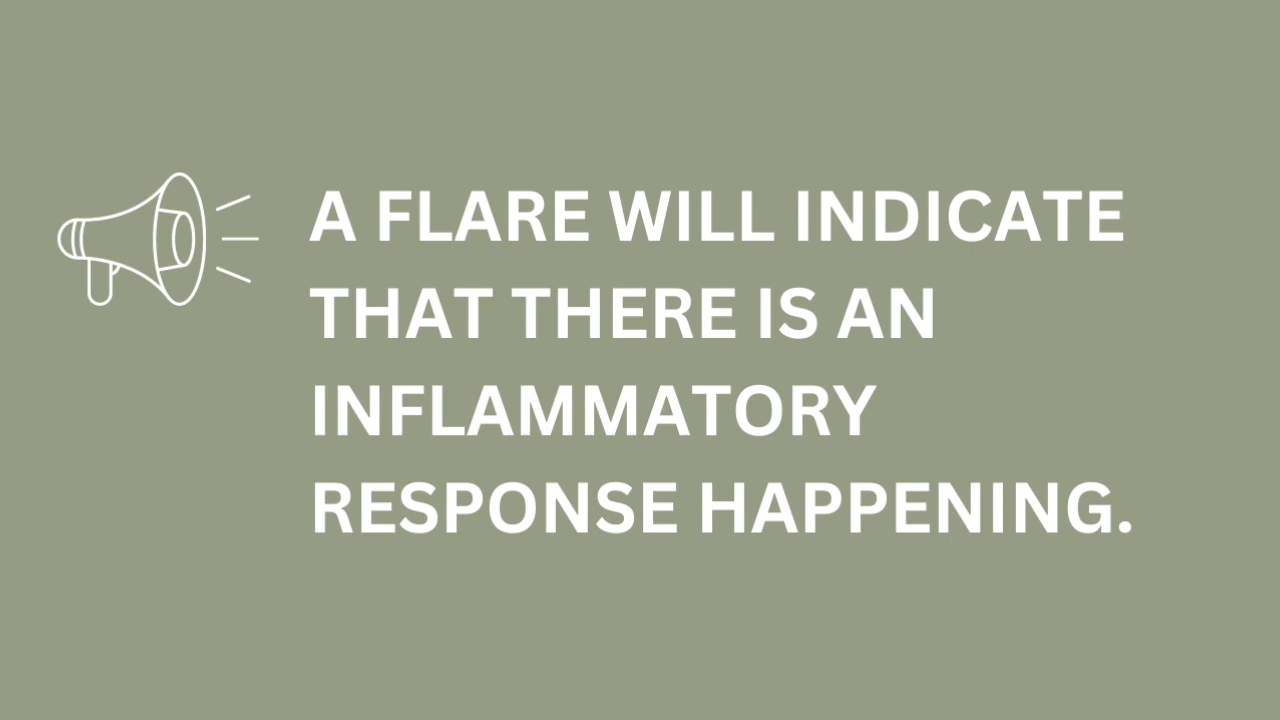 A FLARE WILL INDICATE
THAT THERE IS AN
INFLAMMATORY
RESPONSE HAPPENING.